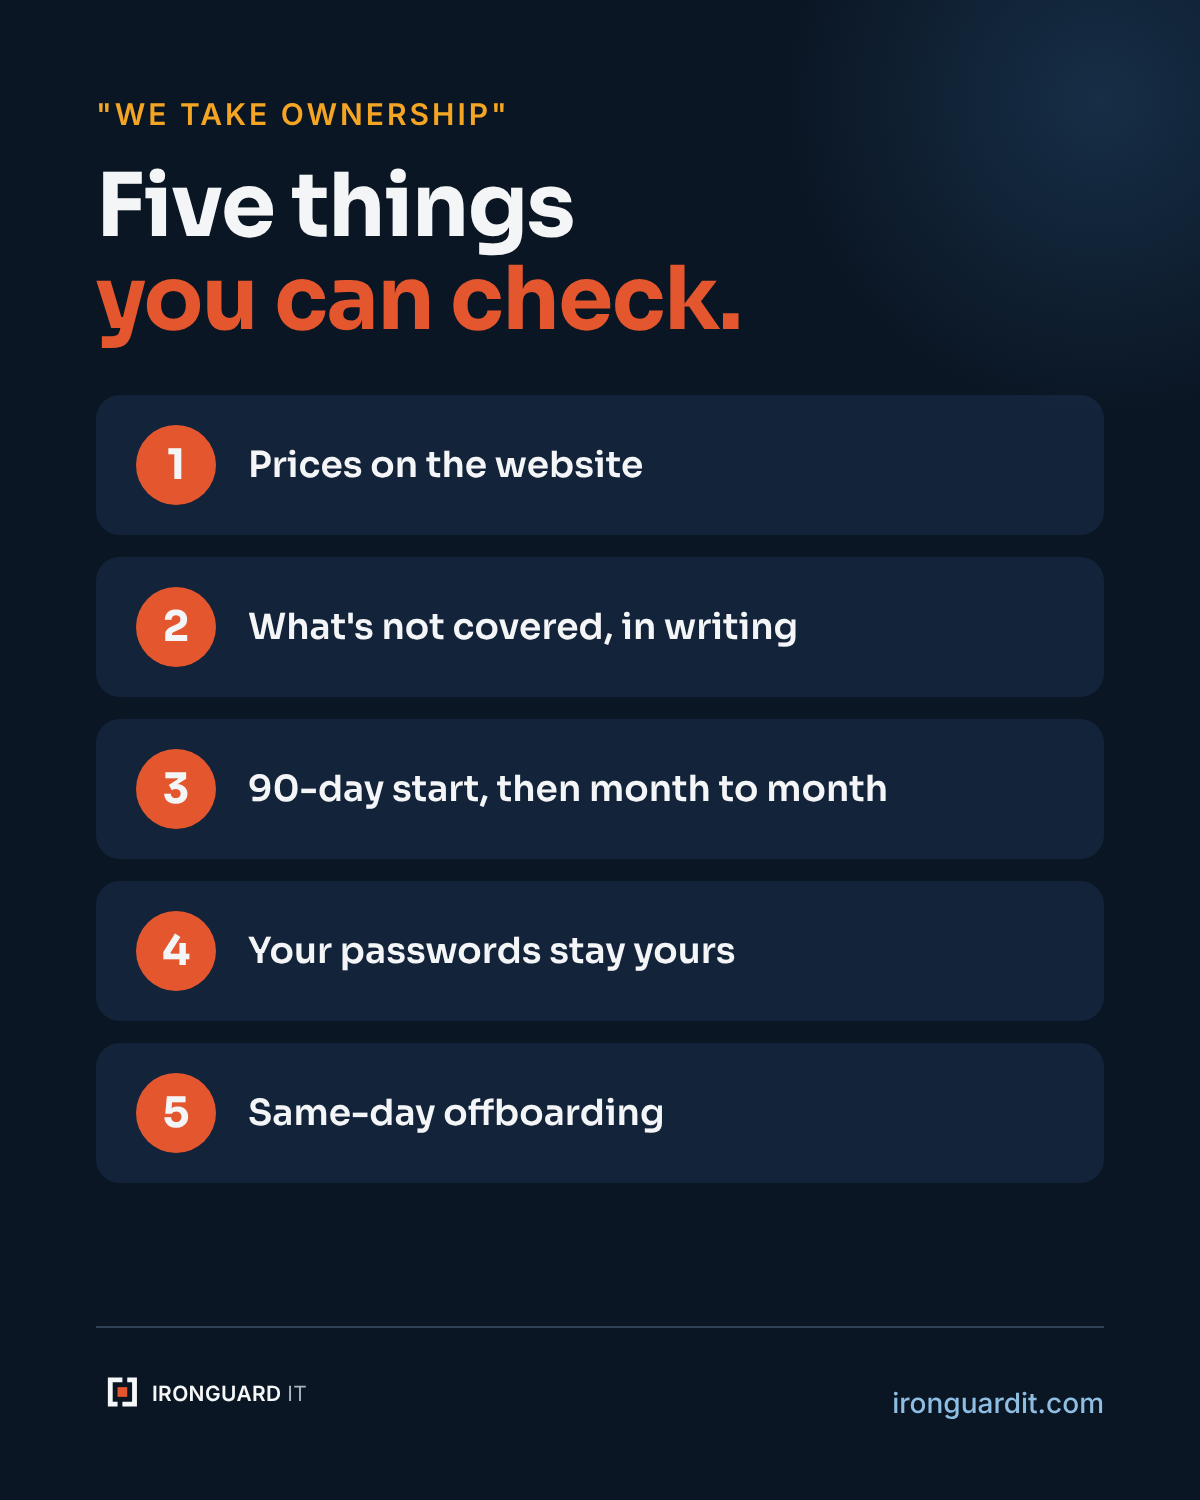 "WE TAKE OWNERSHIP"
Five things
you can check.
1 Prices on the website
2 What's not covered, in writing
3 90-day start, then month to month
4 Your passwords stay yours
5 Same-day offboarding
IRONGUARD IT
ironguardit.com